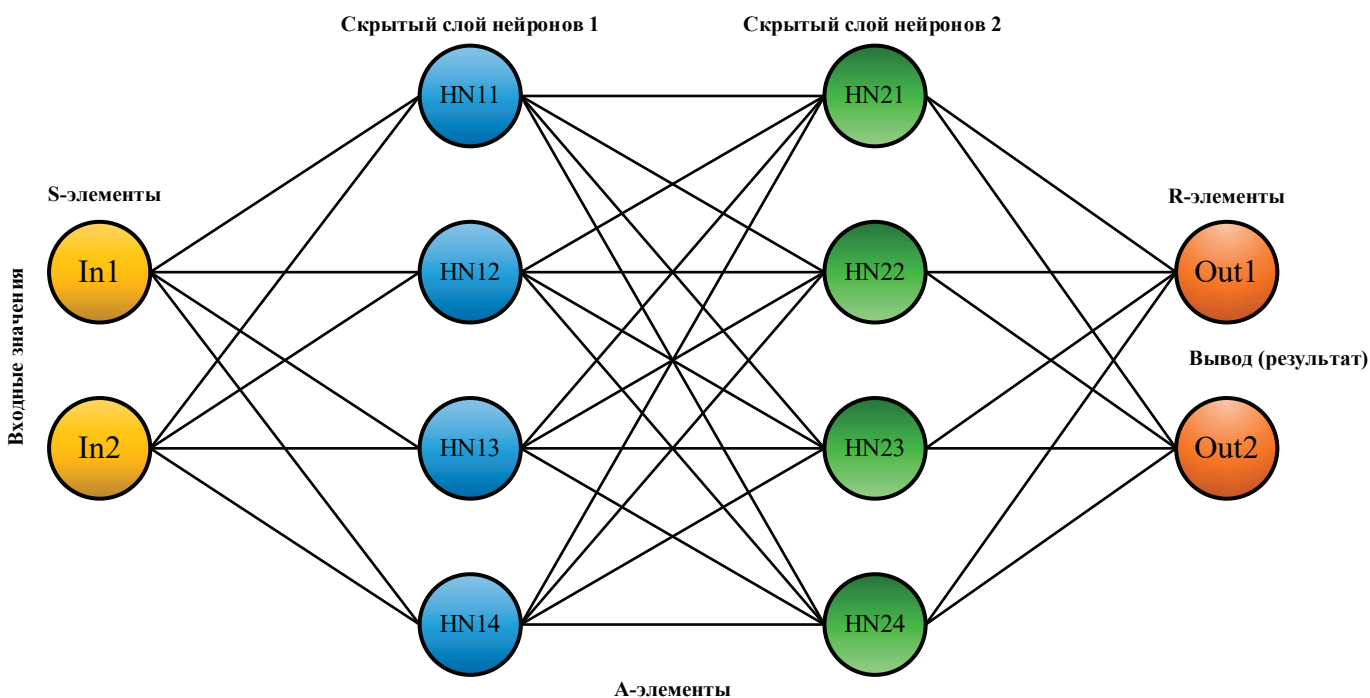 Скрытый слой нейронов 1
Скрытый слой нейронов 2
HN11
HN21
S-элементы
R-элементы
In1
HN12
HN22
Out1
Входные значения
Вывод (результат)
In2
HN13
HN23
Out2
HN14
HN24
А-элементы